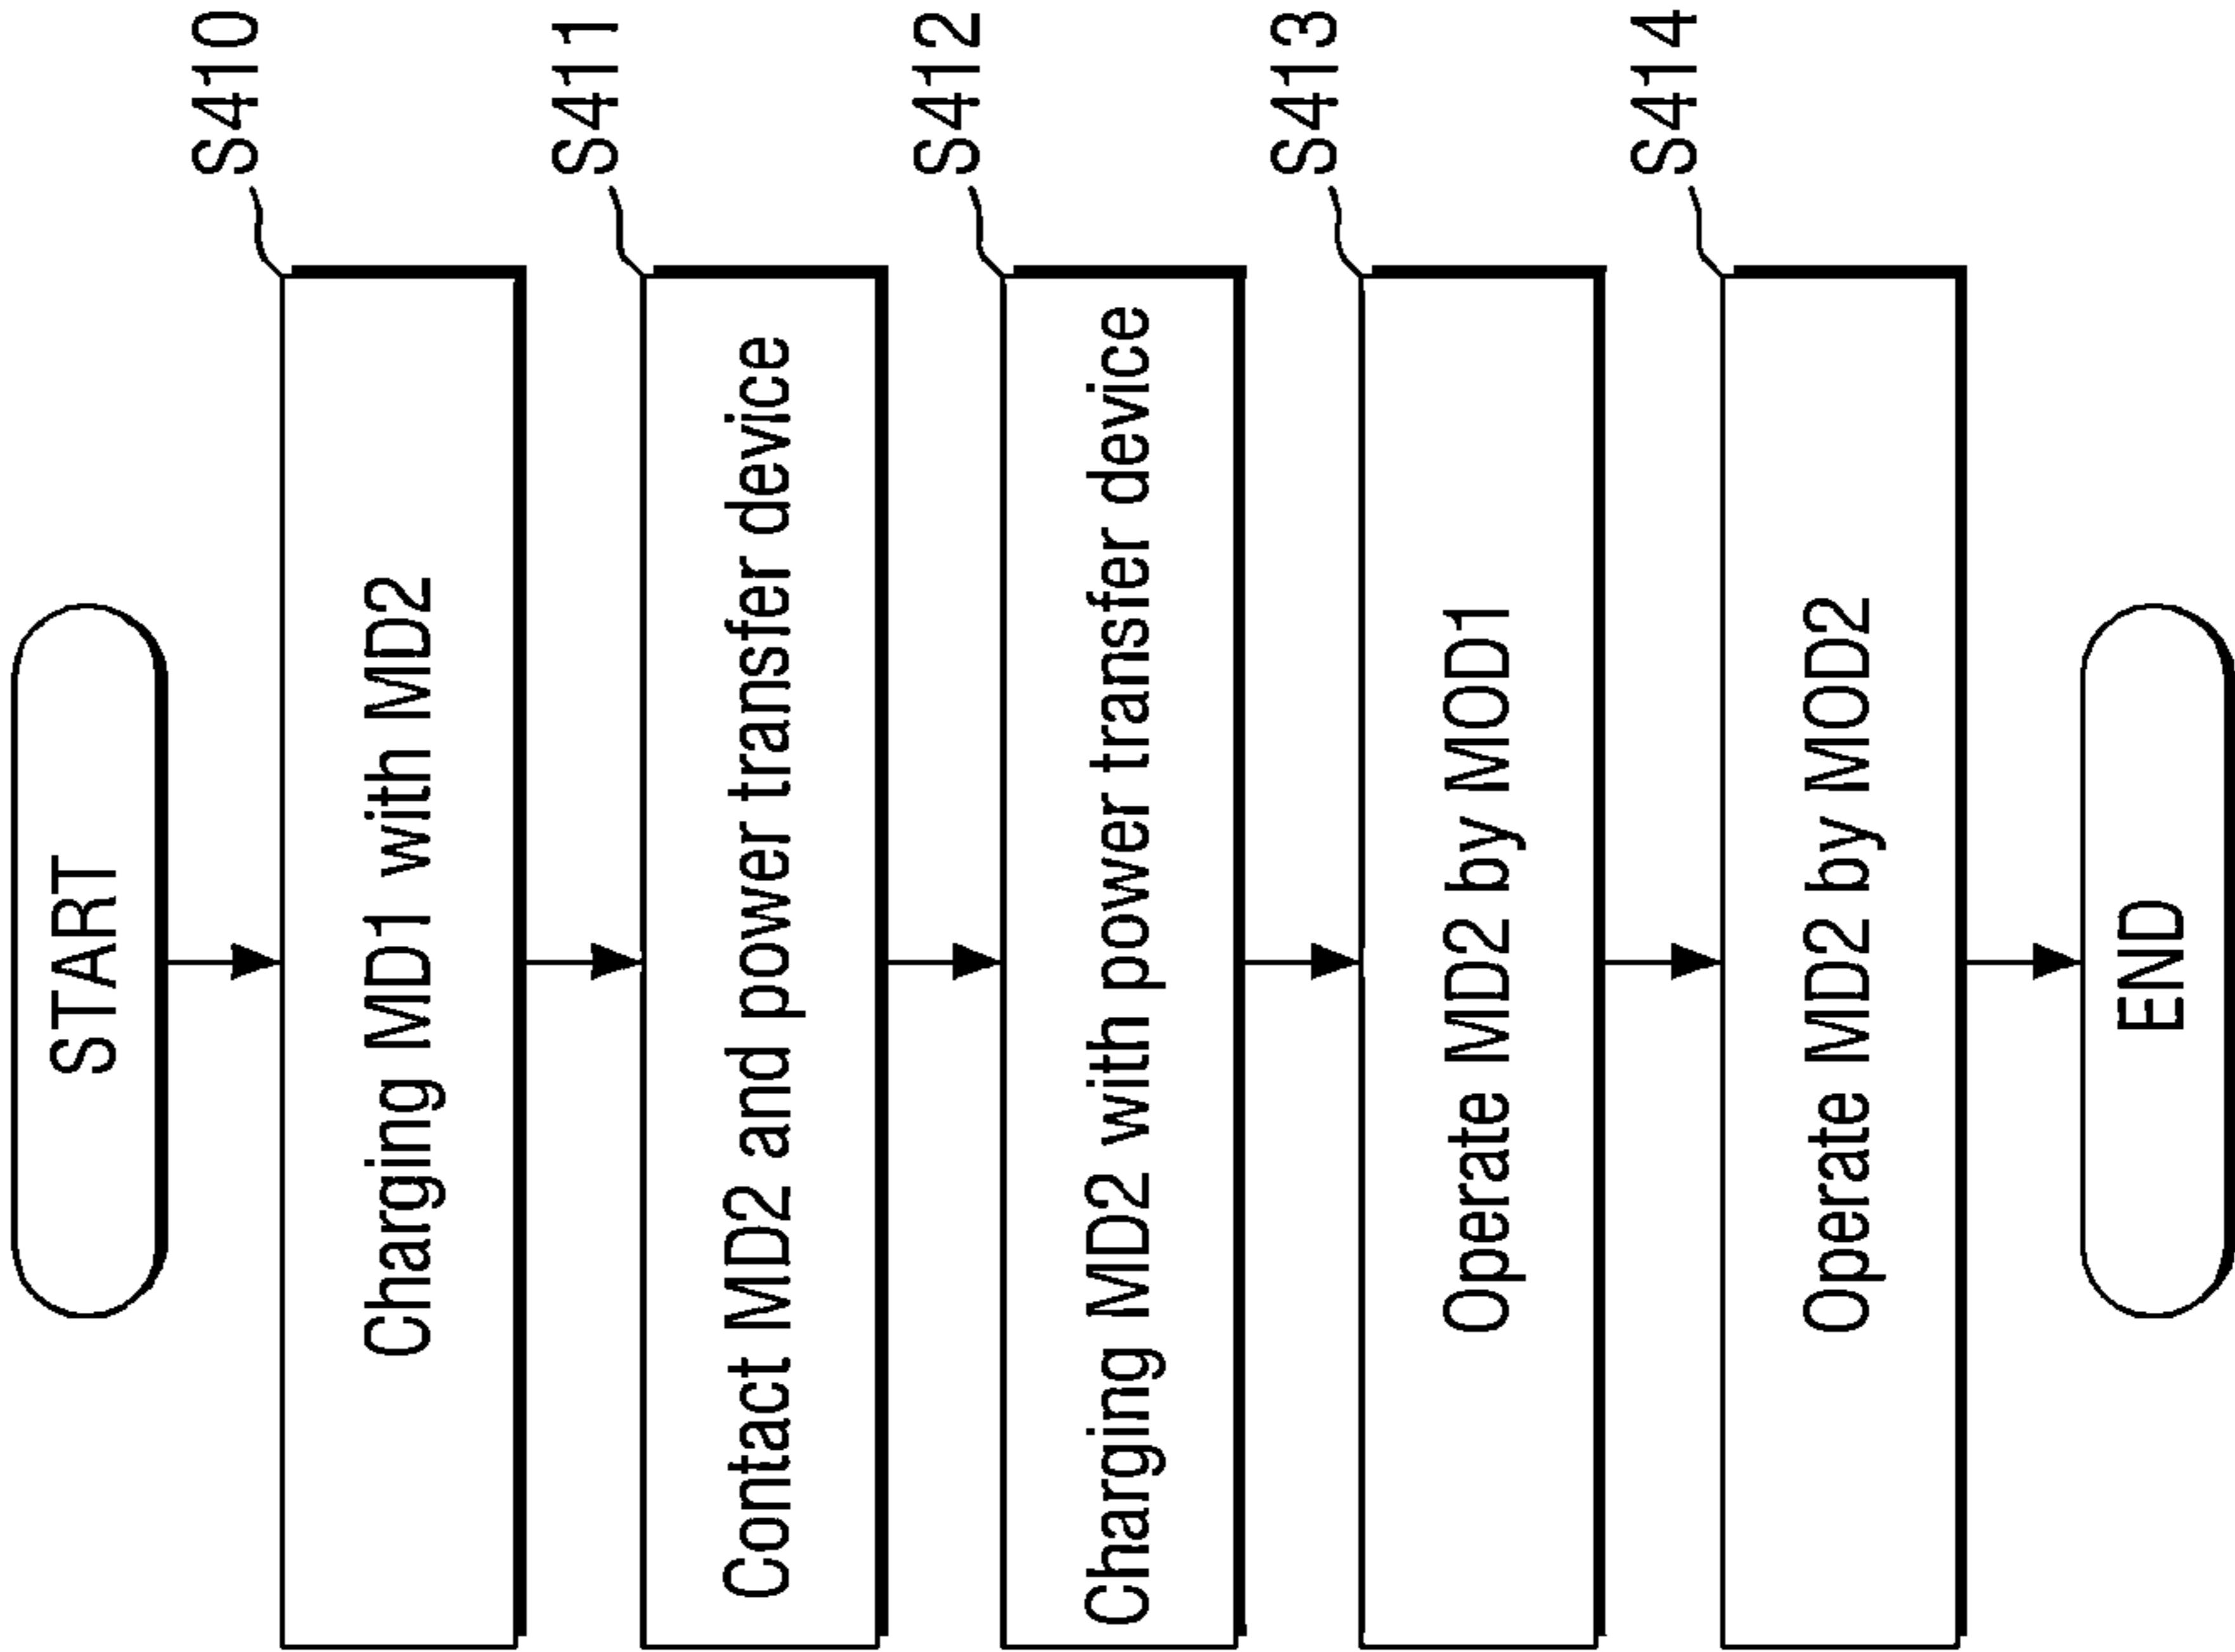 START
S410
Charging MD1 with MD2
S411
Contact MD2 and power transfer device
S412
Charging MD2 with power transfer device
S413
Operate MD2 by MOD1
S414
Operate MD2 by MOD2
END